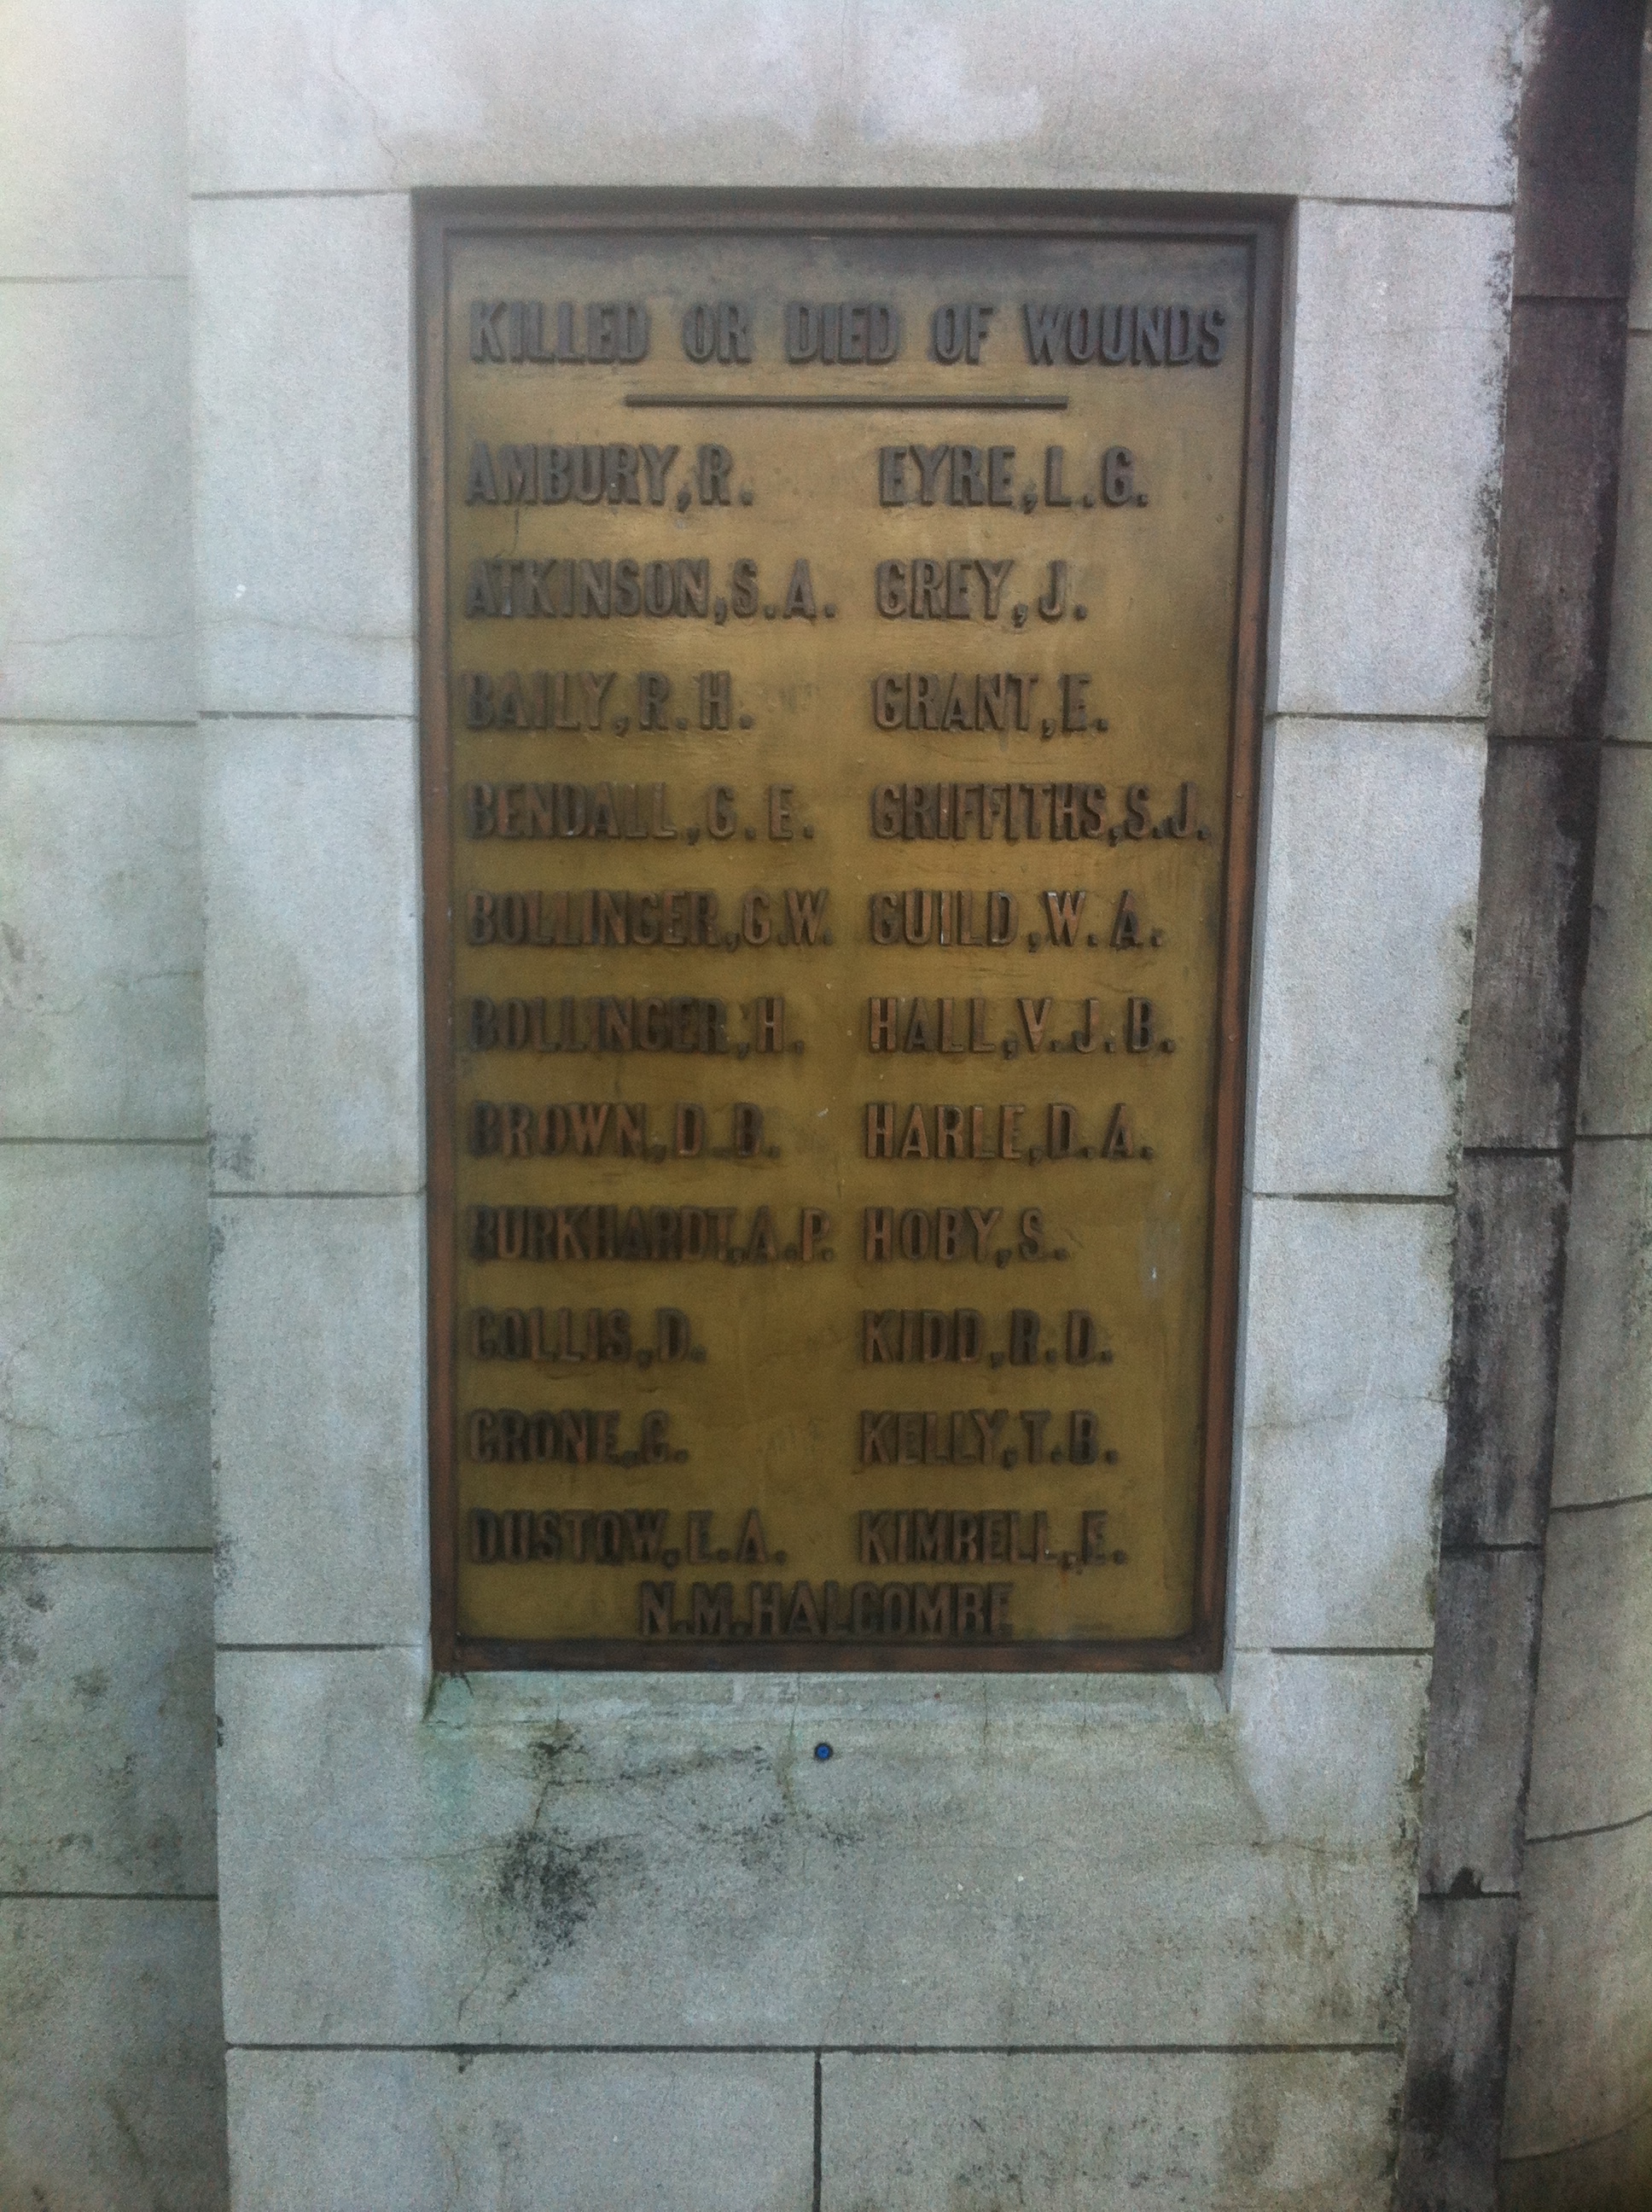 KILLED OR DIED OF WOUNDS
AMBURY, R.
ATKINSON, S. A.
BAILY, R. H.
BENDALL, G. E.
BOLLINGER, G. W.
BOLLINGER, H.
BROWN, D. B.
BURKHARDT, A. P.
COLLIS, D.
CRONE, C.
DUSTOW, E. A.
EYRE, L. G.
GREY, J.
GRANT, E.
GRIFFITHS, S. J.
GUILD, W. A.
HALL, V. J. B.
HARLE, D. A.
HOBY, S.
KIDD, R. D.
KELLY, T. B.
KIMBELL, E.
N. M. HALCOMBE